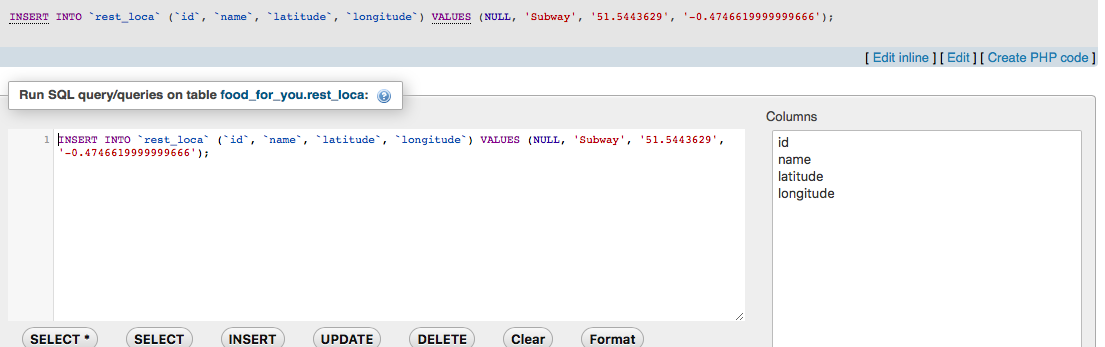 INSERT INTO `rest_loca` (`id`, `name`, `latitude`, `longitude`) VALUES (NULL, 'Subway', '51.5443629', '-0.4746619999999666');
[ Edit inline ] [ Edit ] [ Create PHP code ]
Run SQL query/queries on table food_for_you.rest_loca:
Columns
1 INSERT INTO `rest_loca` (`id`, `name`, `latitude`, `longitude`) VALUES (NULL, 'Subway', '51.5443629',
'-0.4746619999999666');
id
name
latitude
longitude
SELECT * SELECT INSERT UPDATE DELETE Clear Format